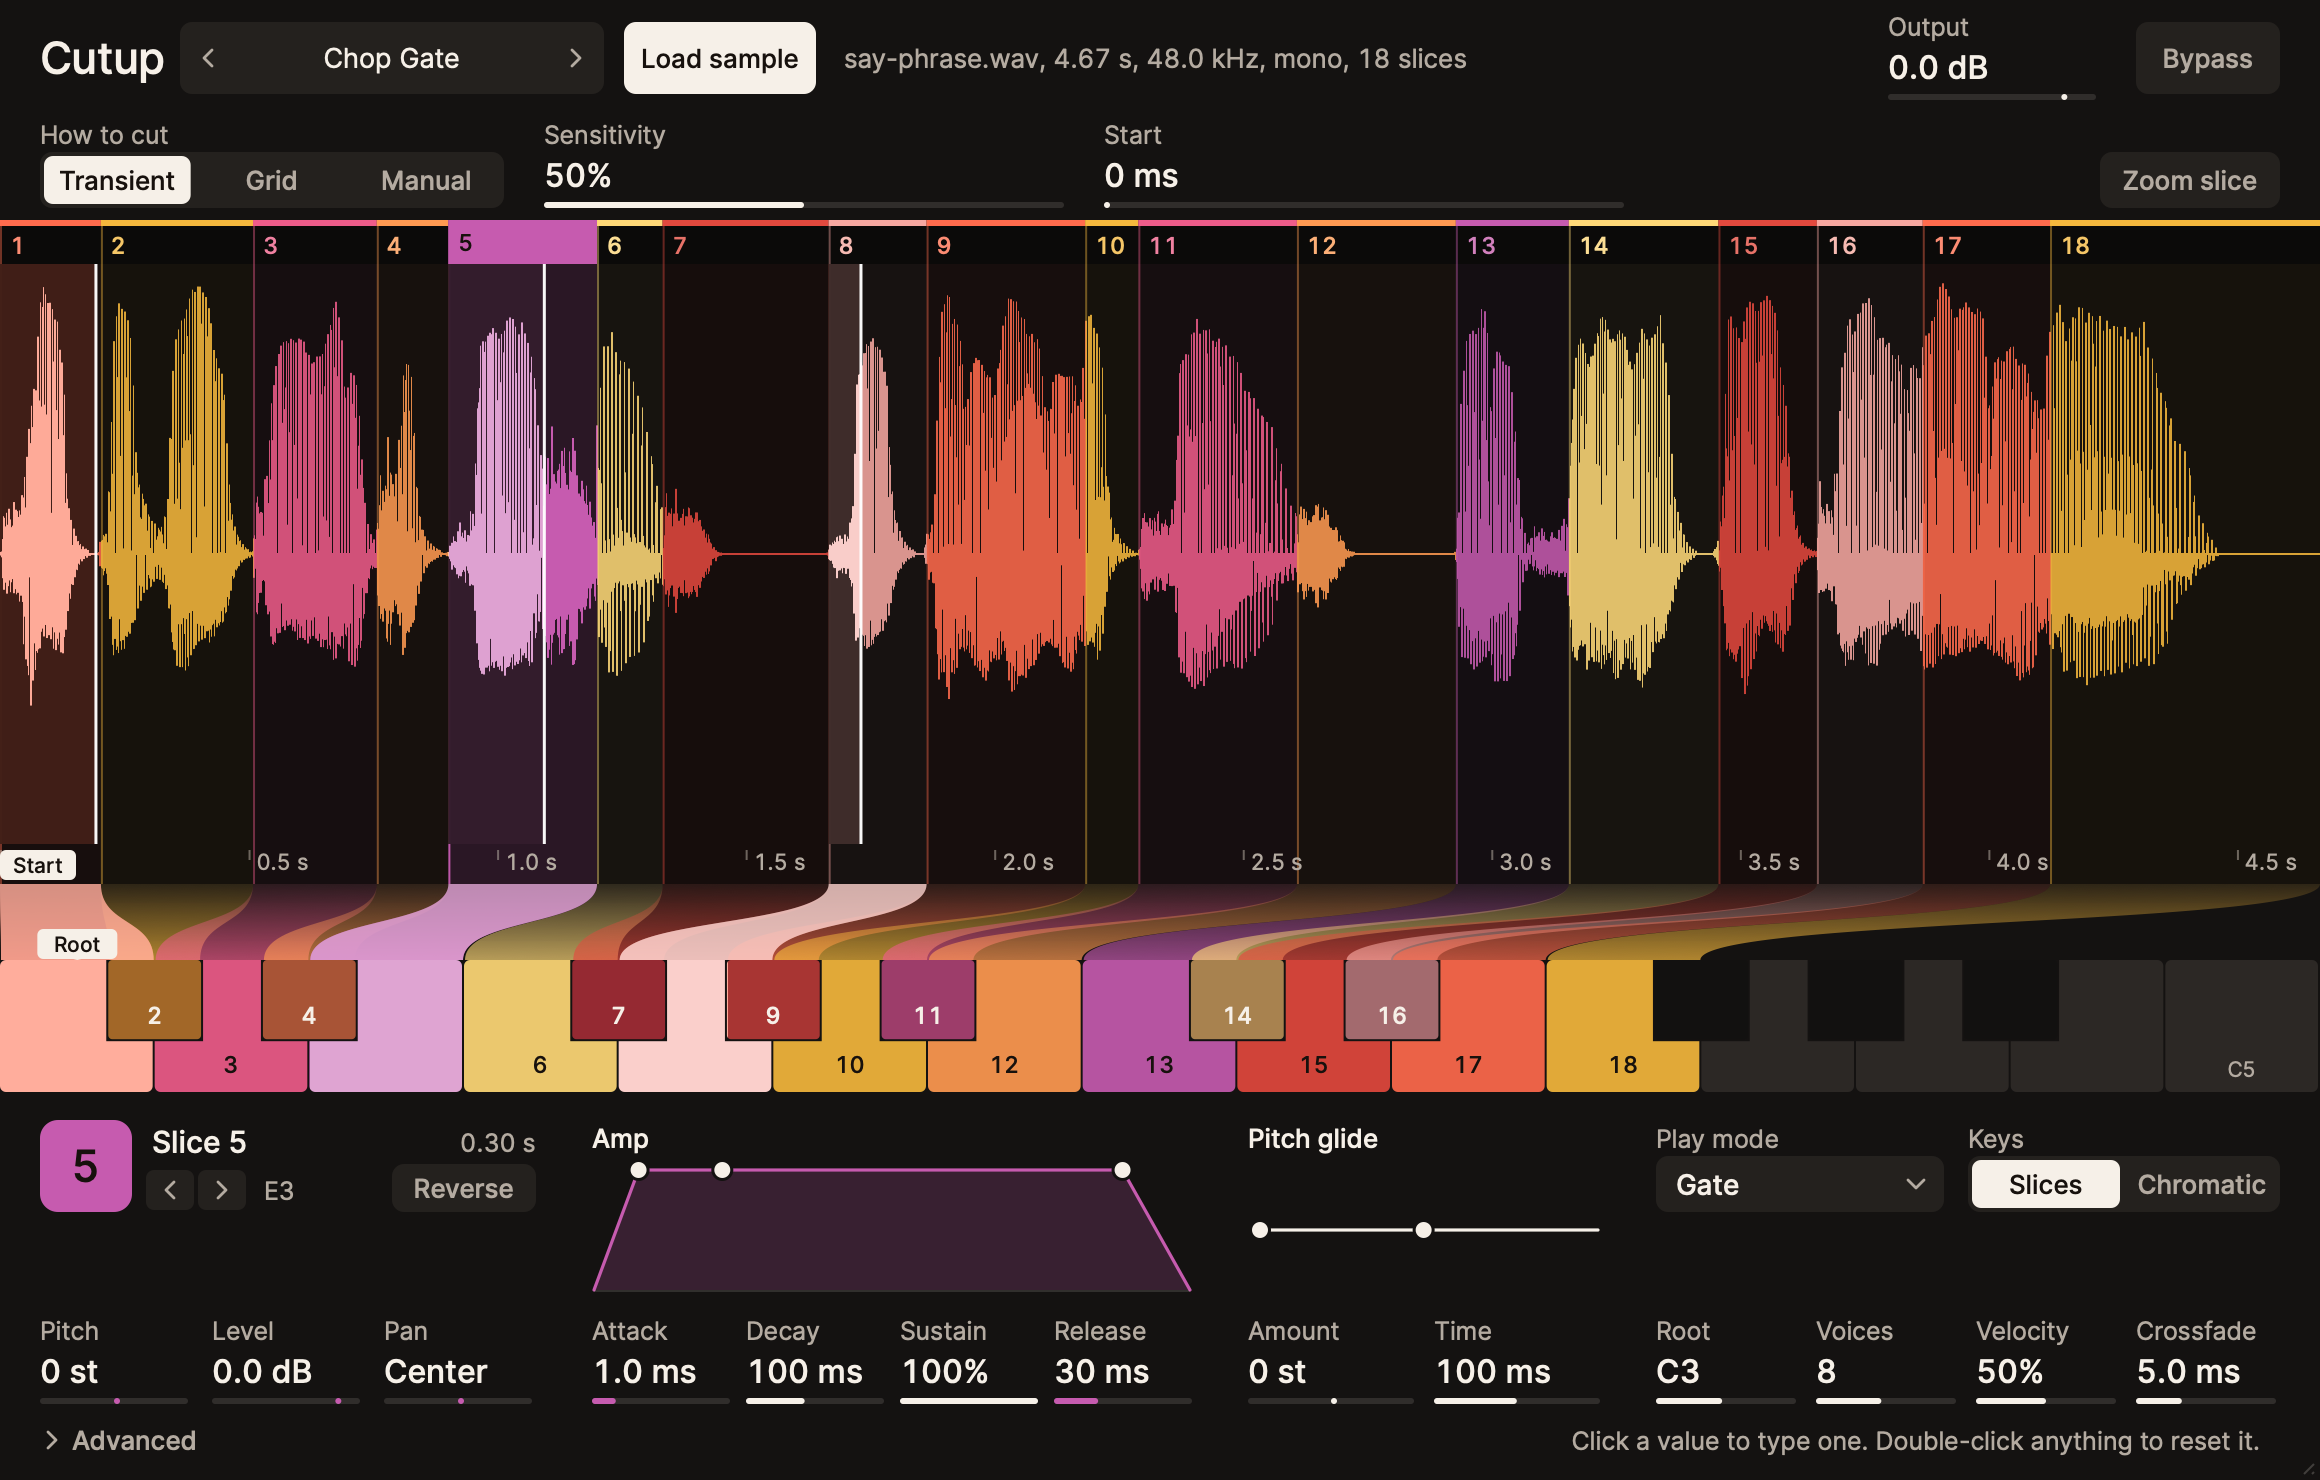 Cutup
Chop Gate
Load sample
say-phrase.wav, 4.67 s, 48.0 kHz, mono, 18 slices
Output
0.0 dB
Bypass
How to cut
Transient
Grid
Manual
Sensitivity
50%
Start
0 ms
Zoom slice
1
2
3
4
5
6
7
8
9
10
11
12
13
14
15
16
17
18
Start
0.5 s
1.0 s
1.5 s
2.0 s
2.5 s
3.0 s
3.5 s
4.0 s
4.5 s
Root
2
4
7
9
11
14
16
3
6
10
12
13
15
17
18
C5
5
Slice 5
0.30 s
E3
Reverse
Amp
Pitch glide
Play mode
Gate
Keys
Slices
Chromatic
Pitch
0 st
Level
0.0 dB
Pan
Center
Attack
1.0 ms
Decay
100 ms
Sustain
100%
Release
30 ms
Amount
0 st
Time
100 ms
Root
C3
Voices
8
Velocity
50%
Crossfade
5.0 ms
Advanced
Click a value to type one. Double-click anything to reset it.